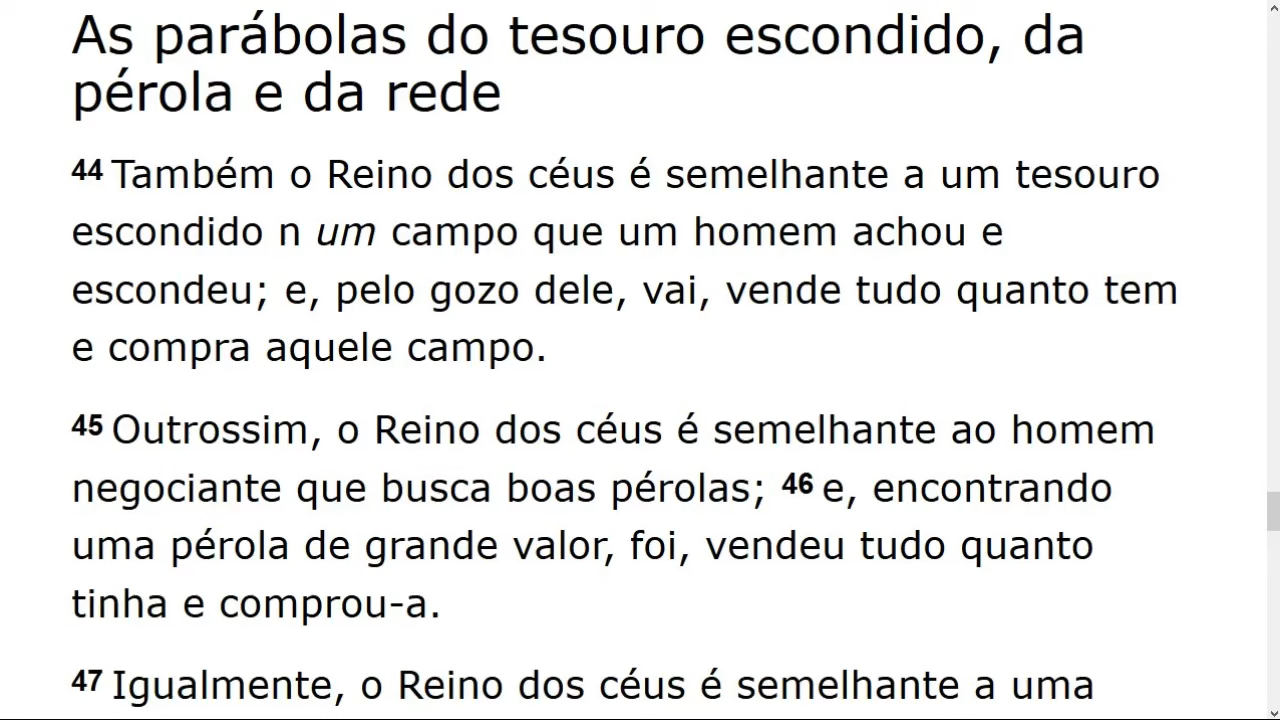 As parábolas do tesouro escondido, da
pérola e da rede
44 Também o Reino dos céus é semelhante a um tesouro
escondido n um campo que um homem achou e
escondeu; e, pelo gozo dele, vai, vende tudo quanto tem
e compra aquele campo.
45 Outrossim, o Reino dos céus é semelhante ao homem
negociante que busca boas pérolas; 46 e, encontrando
uma pérola de grande valor, foi, vendeu tudo quanto
tinha e comprou-a.
47 Igualmente, o Reino dos céus é semelhante a uma